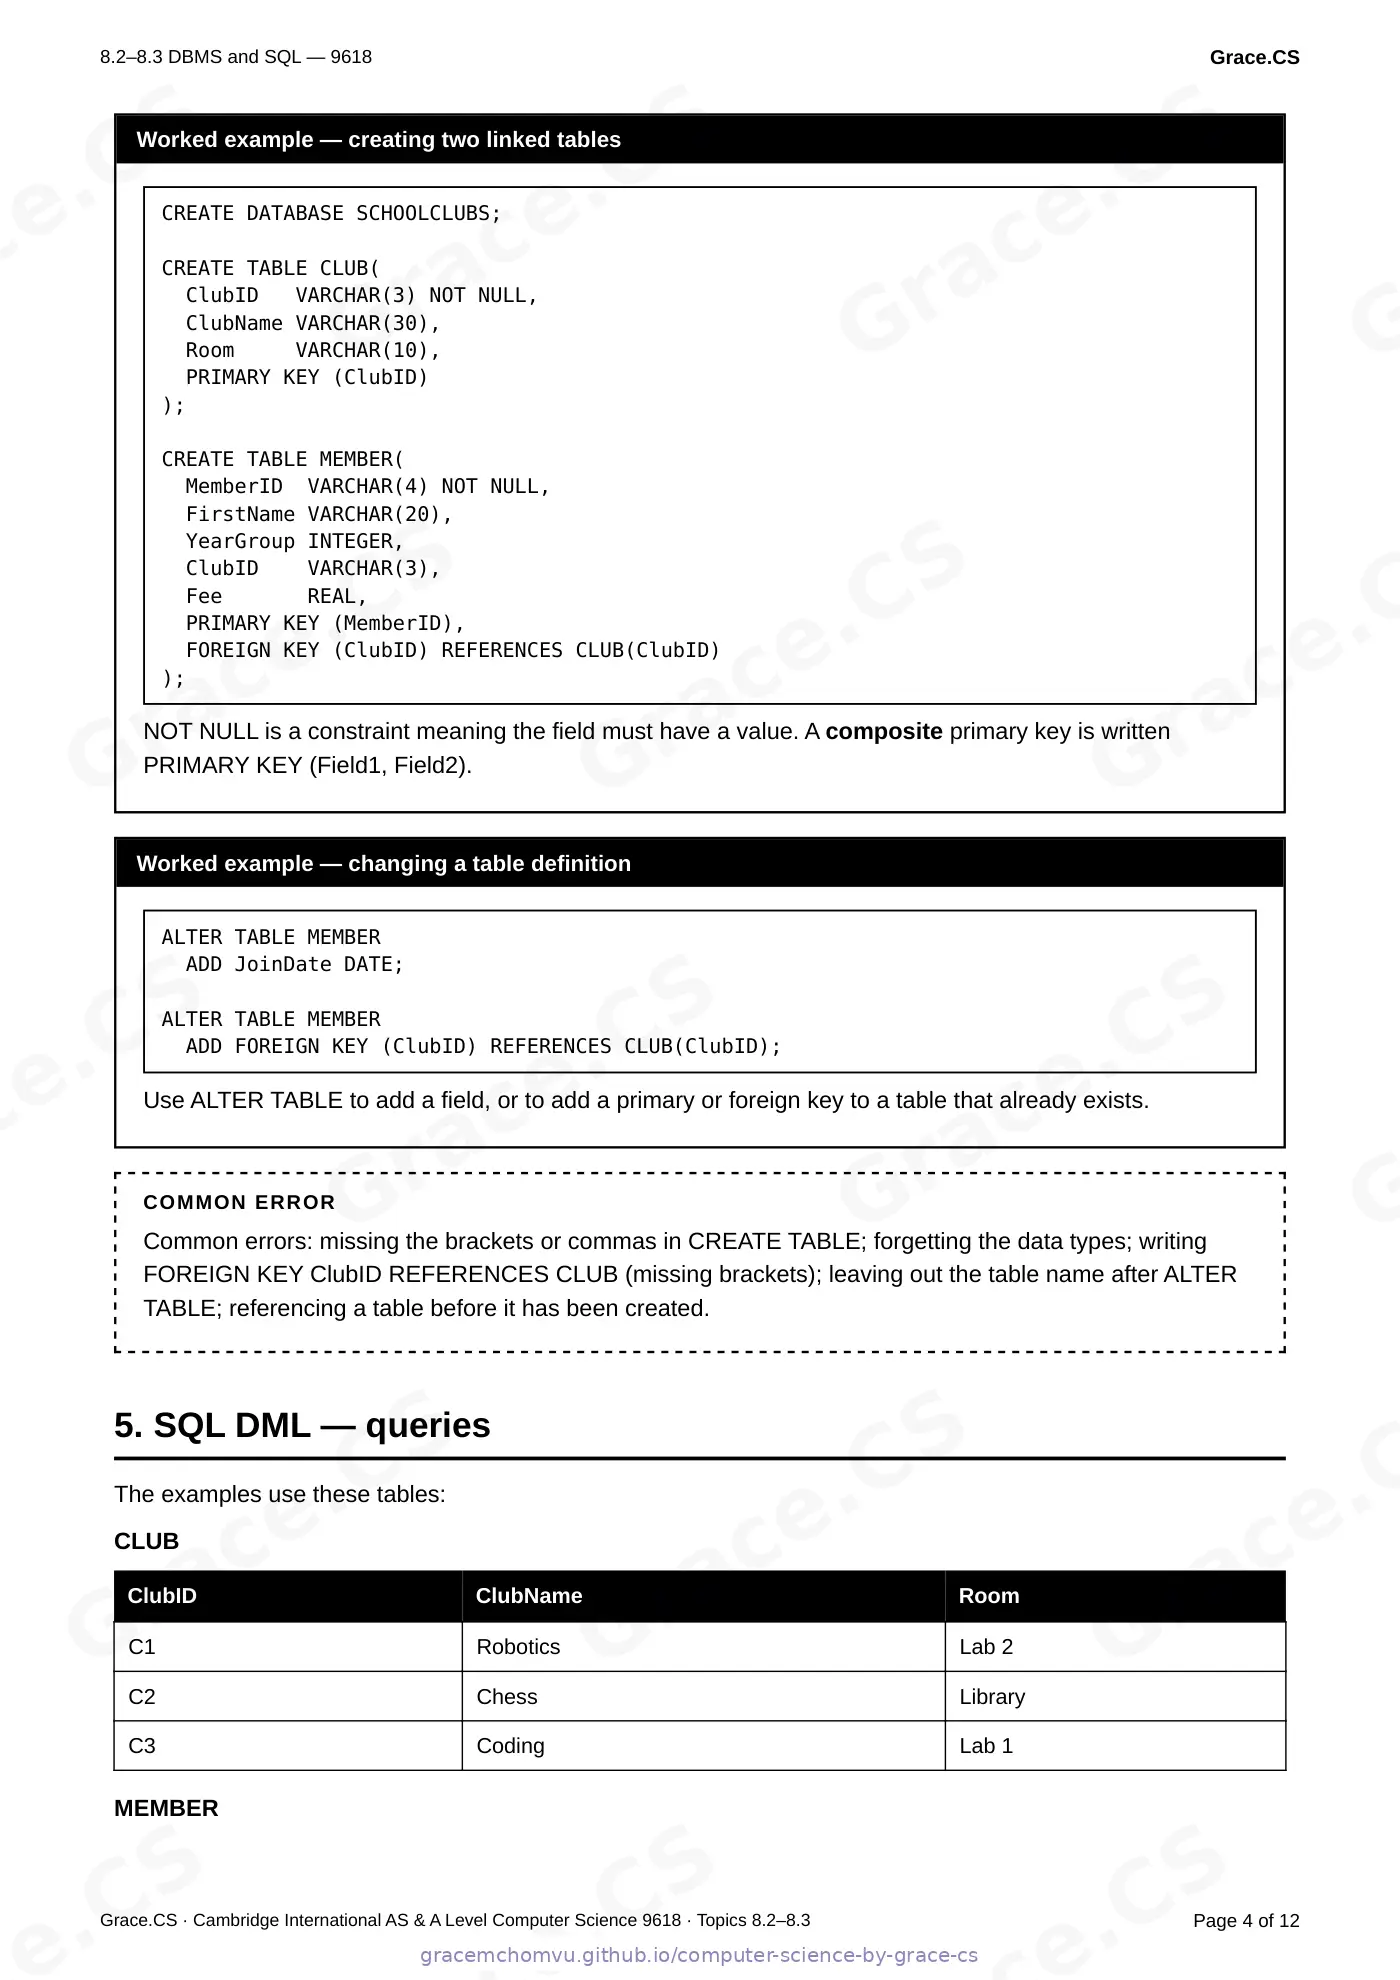 8.2–8.3 DBMS and SQL — 9618
Grace.CS
Worked example — creating two linked tables
CREATE DATABASE SCHOOLCLUBS;
CREATE TABLE CLUB(
  ClubID   VARCHAR(3) NOT NULL,
  ClubName VARCHAR(30),
  Room     VARCHAR(10),
  PRIMARY KEY (ClubID)
);
CREATE TABLE MEMBER(
  MemberID  VARCHAR(4) NOT NULL,
  FirstName VARCHAR(20),
  YearGroup INTEGER,
  ClubID    VARCHAR(3),
  Fee       REAL,
  PRIMARY KEY (MemberID),
  FOREIGN KEY (ClubID) REFERENCES CLUB(ClubID)
);
NOT NULL is a constraint meaning the field must have a value. A composite primary key is written
PRIMARY KEY (Field1, Field2).
Worked example — changing a table definition
ALTER TABLE MEMBER
  ADD JoinDate DATE;
ALTER TABLE MEMBER
  ADD FOREIGN KEY (ClubID) REFERENCES CLUB(ClubID);
Use ALTER TABLE to add a field, or to add a primary or foreign key to a table that already exists.
COMMON ERROR
Common errors: missing the brackets or commas in CREATE TABLE; forgetting the data types; writing
FOREIGN KEY ClubID REFERENCES CLUB (missing brackets); leaving out the table name after ALTER
TABLE; referencing a table before it has been created.
5. SQL DML — queries
The examples use these tables:
CLUB
ClubID ClubName Room
C1 Robotics Lab 2
C2 Chess Library
C3 Coding Lab 1
MEMBER
Grace.CS · Cambridge International AS & A Level Computer Science 9618 · Topics 8.2–8.3
Page 4 of 12
gracemchomvu.github.io/computer-science-by-grace-cs